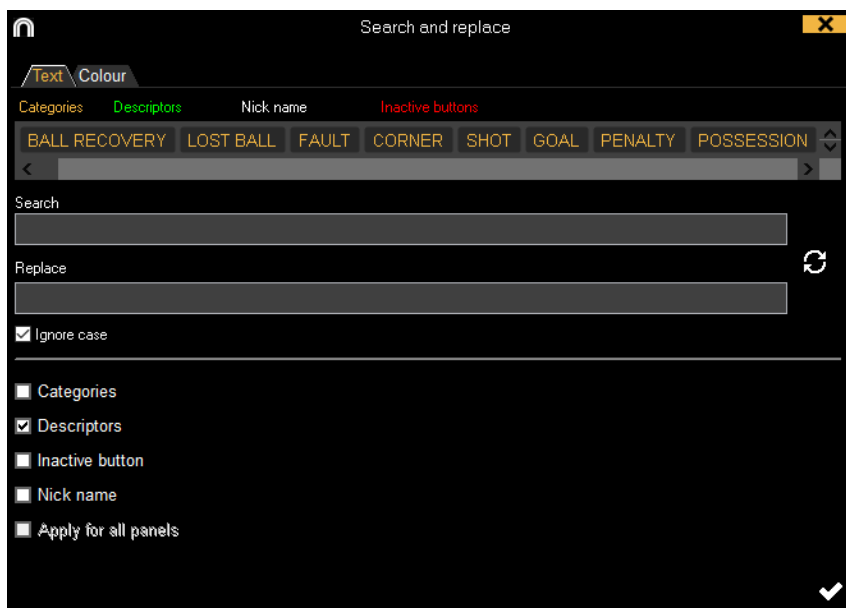 Search and replace
Text Colour
Categories Descriptors Nick name Inactive buttons
BALL RECOVERY LOST BALL FAULT CORNER SHOT GOAL PENALTY POSSESSION
Search
Replace
Ignore case
Categories
Descriptors
Inactive button
Nick name
Apply for all panels